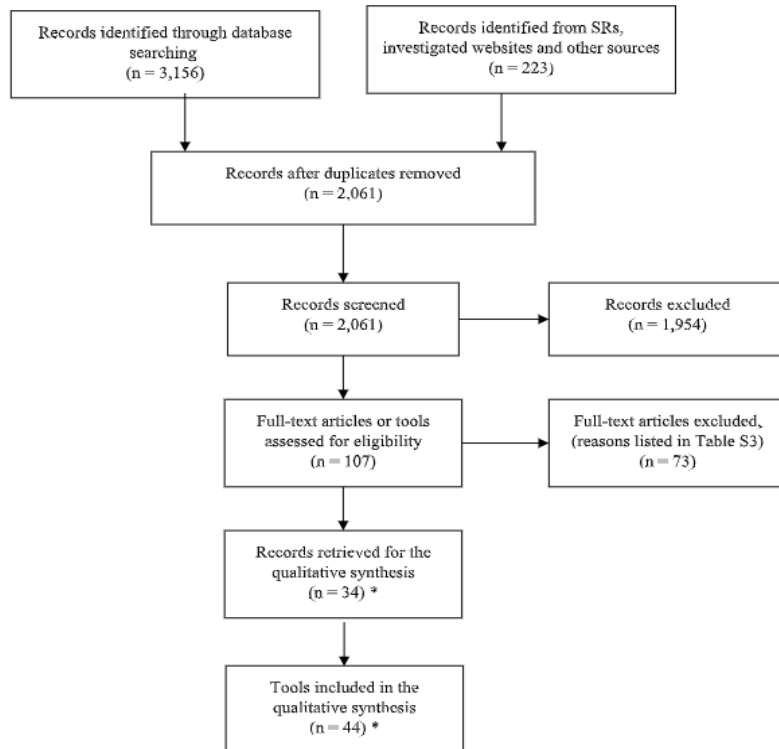 Records identified through database
searching
(n = 3,156)
Records identified from SRs,
investigated websites and other sources
(n = 223)
Records after duplicates removed
(n = 2,061)
Records screened
(n = 2,061)
Records excluded
(n = 1,954)
Full-text articles or tools
assessed for eligibility
(n = 107)
Full-text articles excluded,
(reasons listed in Table S3)
(n = 73)
Records retrieved for the
qualitative synthesis
(n = 34) *
Tools included in the
qualitative synthesis
(n = 44) *